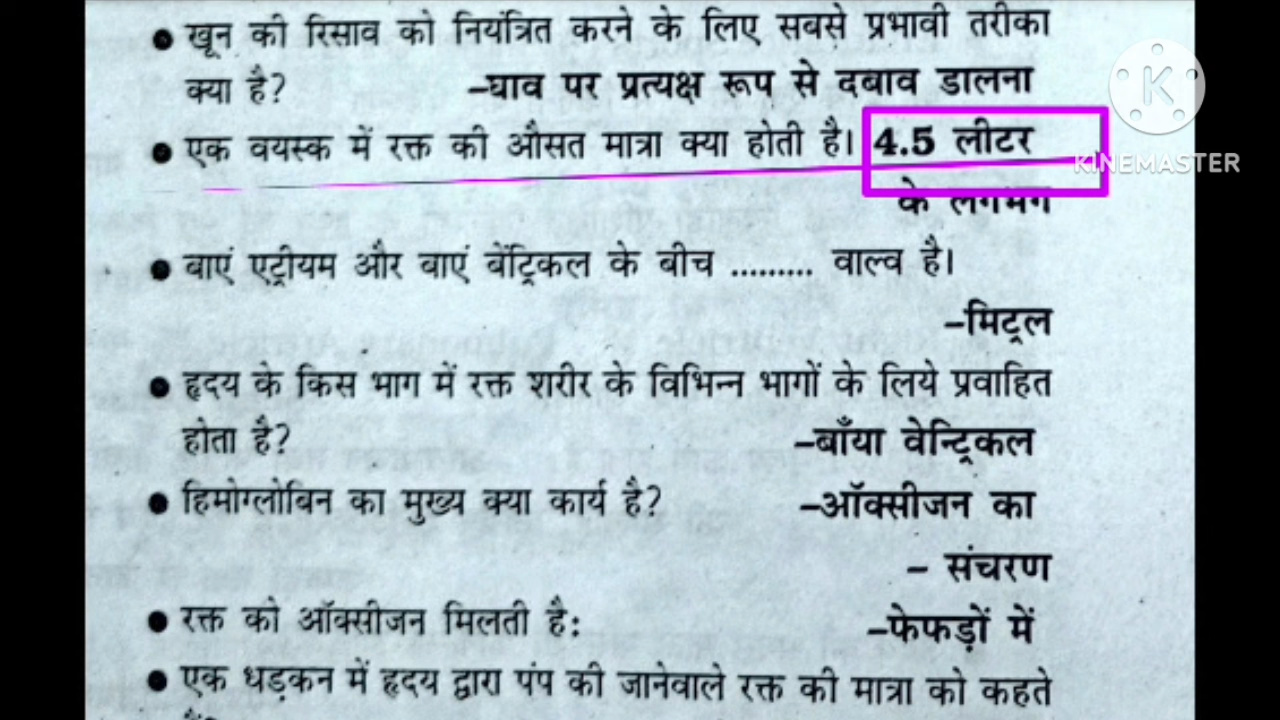 ● खून की रिसाव को नियंत्रित करने के लिए सबसे प्रभावी तरीका
क्या है? –घाव पर प्रत्यक्ष रूप से दबाव डालना
● एक वयस्क में रक्त की औसत मात्रा क्या होती है। 4.5 लीटर
के लगभग
● बाएं एट्रीयम और बाएं बेंट्रिकल के बीच ......... वाल्व है।
–मिट्रल
● हृदय के किस भाग में रक्त शरीर के विभिन्न भागों के लिये प्रवाहित
होता है? –बाँया वेन्ट्रिकल
● हिमोग्लोबिन का मुख्य क्या कार्य है? –ऑक्सीजन का
– संचरण
● रक्त को ऑक्सीजन मिलती है: –फेफड़ों में
● एक धड़कन में हृदय द्वारा पंप की जानेवाले रक्त की मात्रा को कहते
K
KINEMASTER